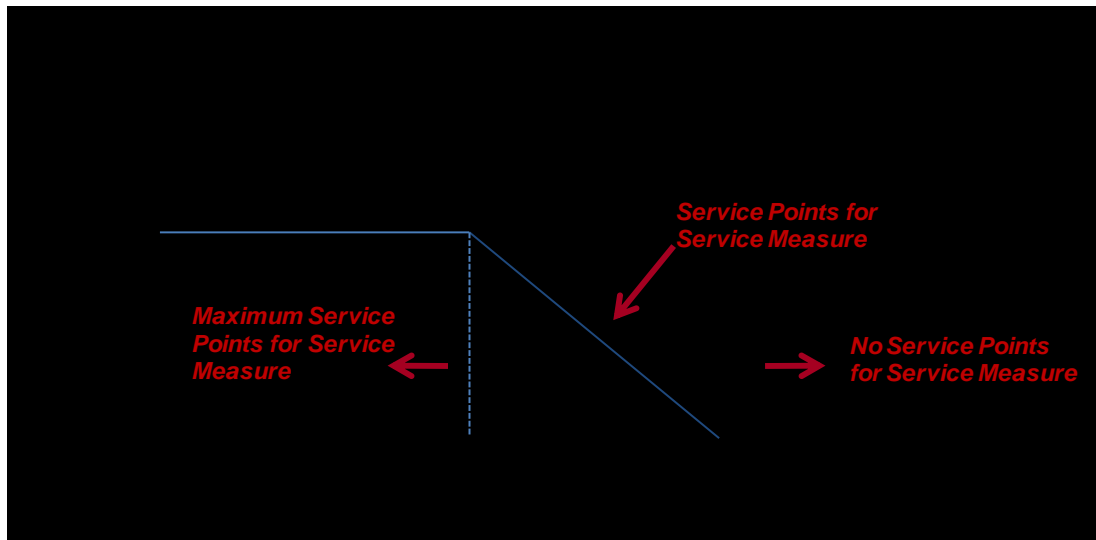 Service Points for
Service Measure
Maximum Service
Points for Service
Measure
No Service Points
for Service Measure